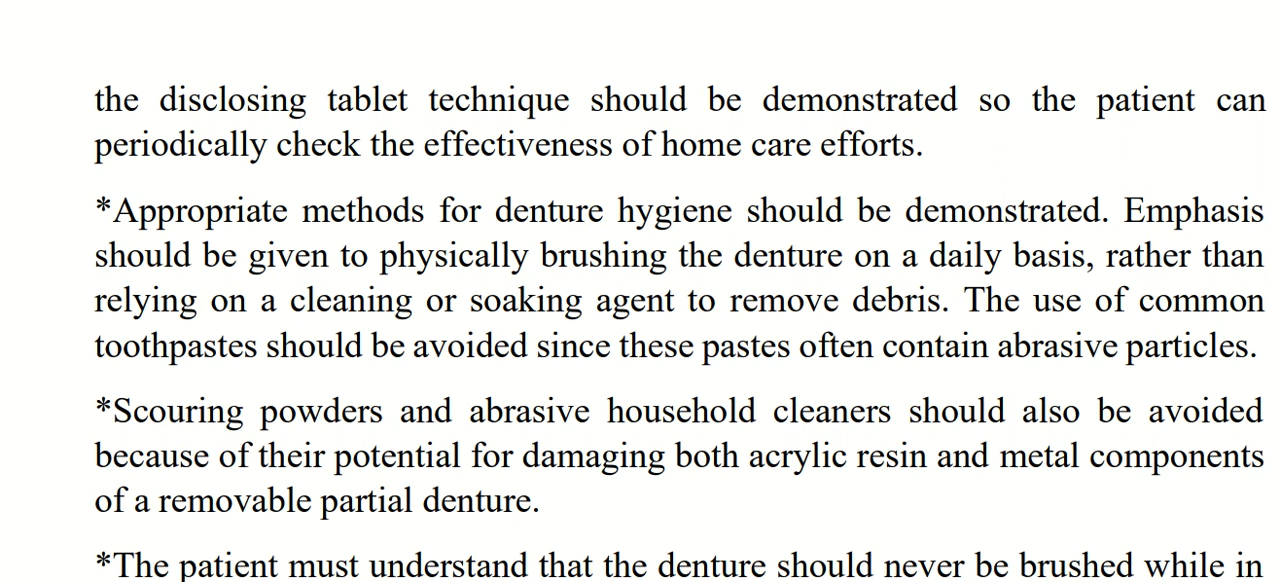 the disclosing tablet technique should be demonstrated so the patient can
periodically check the effectiveness of home care efforts.
*Appropriate methods for denture hygiene should be demonstrated. Emphasis
should be given to physically brushing the denture on a daily basis, rather than
relying on a cleaning or soaking agent to remove debris. The use of common
toothpastes should be avoided since these pastes often contain abrasive particles.
*Scouring powders and abrasive household cleaners should also be avoided
because of their potential for damaging both acrylic resin and metal components
of a removable partial denture.
*The patient must understand that the denture should never be brushed while in